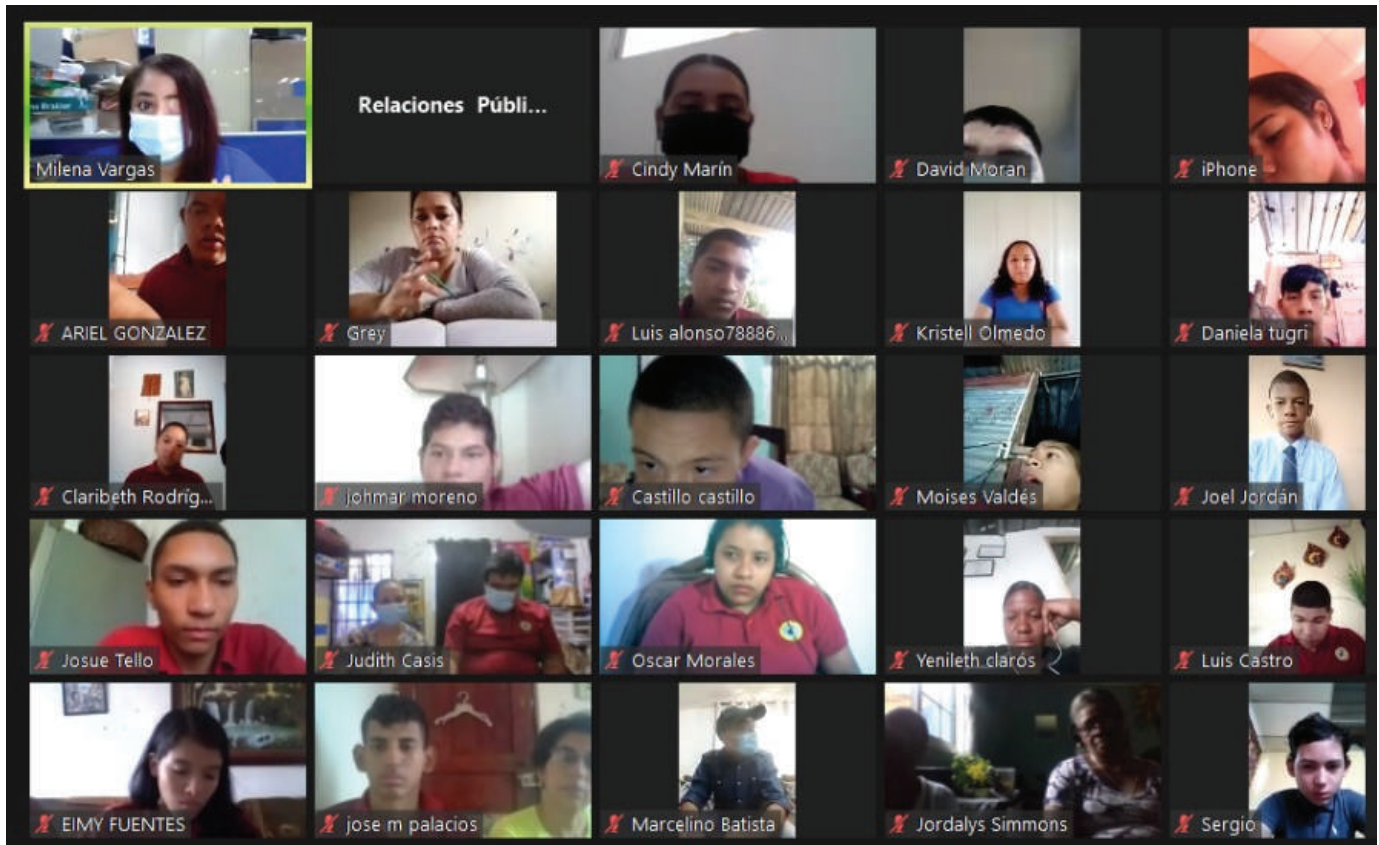 Milena Vargas
Relaciones Públi...
Cindy Marín
David Moran
iPhone
ARIEL GONZALEZ
Grey
Luis alonso78886...
Kristell Olmedo
Daniela tugri
Claribeth Rodríg...
johmar moreno
Castillo castillo
Moises Valdés
Joel Jordán
Josue Tello
Judith Casis
Oscar Morales
Yenileth claros
Luis Castro
EIMY FUENTES
jose m palacios
Marcelino Batista
Jordalys Simmons
Sergio